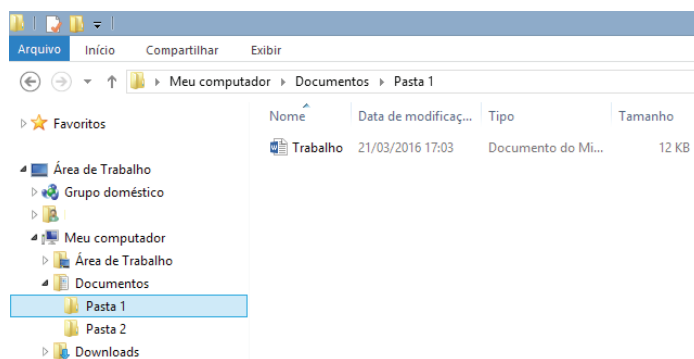 Arquivo Início Compartilhar Exibir
Meu computador Documentos Pasta 1
Nome Data de modificaç... Tipo Tamanho
Favoritos
Trabalho 21/03/2016 17:03 Documento do Mi... 12 KB
Área de Trabalho
Grupo doméstico
Meu computador
Área de Trabalho
Documentos
Pasta 1
Pasta 2
Downloads